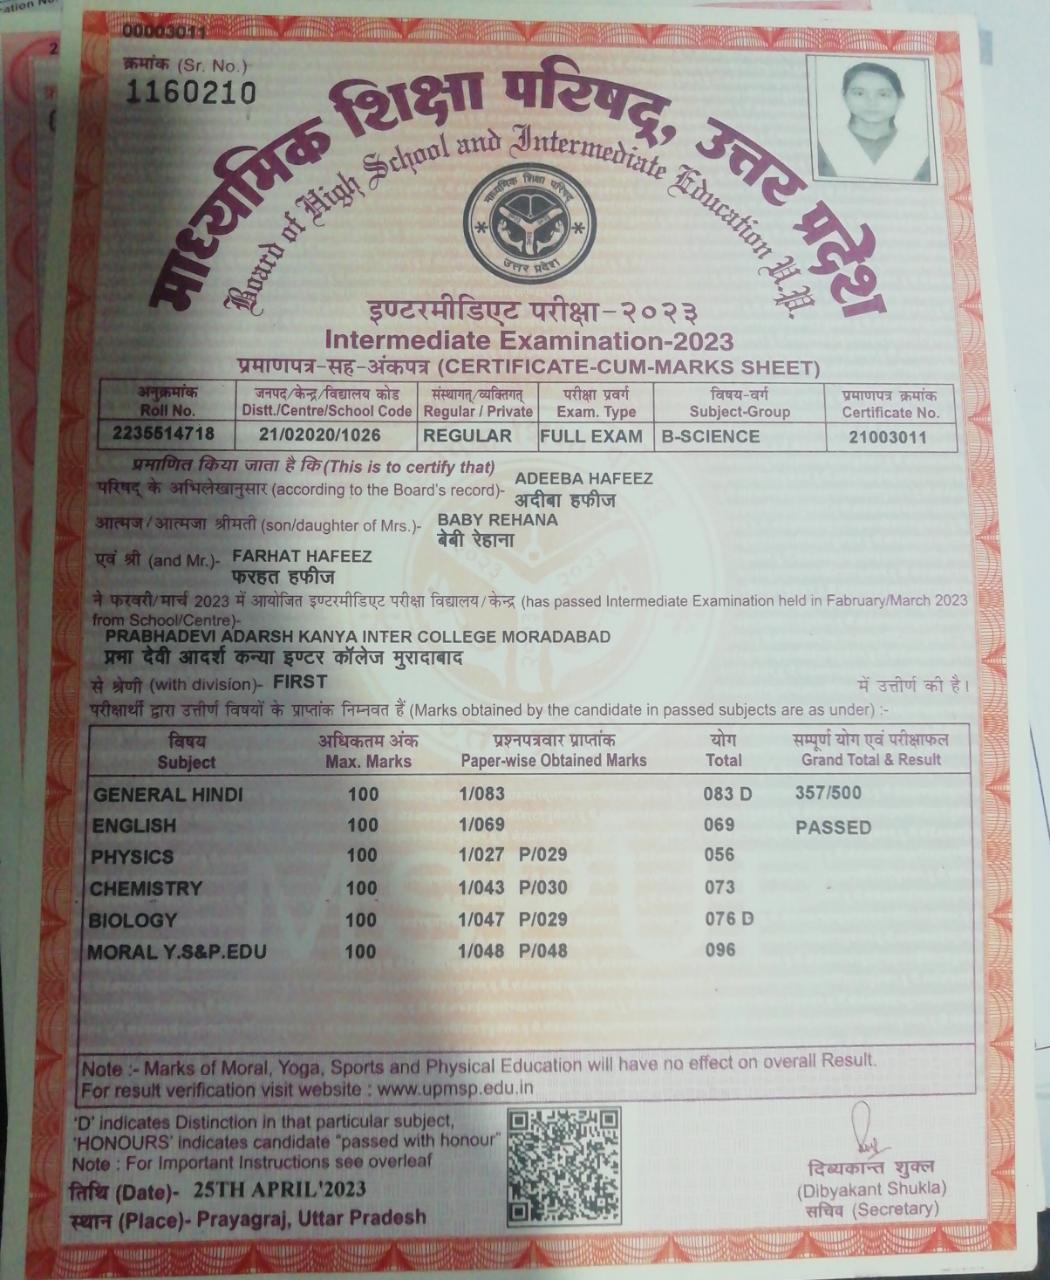 00003011
क्रमांक (Sr. No.)
1160210
माध्यमिक शिक्षा परिषद्, उत्तर प्रदेश
Board of High School and Intermediate Education U.P.
माध्यमिक शिक्षा परिषद
उत्तर प्रदेश
इण्टरमीडिएट परीक्षा-२०२३
Intermediate Examination-2023
प्रमाणपत्र-सह-अंकपत्र (CERTIFICATE-CUM-MARKS SHEET)
अनुक्रमांक जनपद/केन्द्र/विद्यालय कोड संस्थागत/व्यक्तिगत परीक्षा प्रवर्ग विषय-वर्ग प्रमाणपत्र क्रमांक
Roll No. Distt./Centre/School Code Regular / Private Exam. Type Subject-Group Certificate No.
2235514718 21/02020/1026 REGULAR FULL EXAM B-SCIENCE 21003011
प्रमाणित किया जाता है कि (This is to certify that)
परिषद् के अभिलेखानुसार (according to the Board's record)- ADEEBA HAFEEZ
अदीबा हफीज
आत्मज/आत्मजा श्रीमती (son/daughter of Mrs.)- BABY REHANA
बेबी रेहाना
एवं श्री (and Mr.)- FARHAT HAFEEZ
फरहत हफीज
ने फरवरी/मार्च 2023 में आयोजित इण्टरमीडिएट परीक्षा विद्यालय/केन्द्र (has passed Intermediate Examination held in Fabruary/March 2023
from School/Centre)-
PRABHADEVI ADARSH KANYA INTER COLLEGE MORADABAD
प्रभा देवी आदर्श कन्या इण्टर कॉलेज मुरादाबाद
से श्रेणी (with division)- FIRST में उत्तीर्ण की है।
परीक्षार्थी द्वारा उत्तीर्ण विषयों के प्राप्तांक निम्नवत हैं (Marks obtained by the candidate in passed subjects are as under) :-
विषय अधिकतम अंक प्रश्नपत्रवार प्राप्तांक योग सम्पूर्ण योग एवं परीक्षाफल
Subject Max. Marks Paper-wise Obtained Marks Total Grand Total & Result
GENERAL HINDI 100 1/083 083 D 357/500
ENGLISH 100 1/069 069 PASSED
PHYSICS 100 1/027 P/029 056
CHEMISTRY 100 1/043 P/030 073
BIOLOGY 100 1/047 P/029 076 D
MORAL Y.S&P.EDU 100 1/048 P/048 096
Note :- Marks of Moral, Yoga, Sports and Physical Education will have no effect on overall Result.
For result verification visit website : www.upmsp.edu.in
'D' indicates Distinction in that particular subject,
'HONOURS' indicates candidate "passed with honour"
Note : For Important Instructions see overleaf
तिथि (Date)- 25TH APRIL'2023
स्थान (Place)- Prayagraj, Uttar Pradesh
दिब्यकान्त शुक्ल
(Dibyakant Shukla)
सचिव (Secretary)